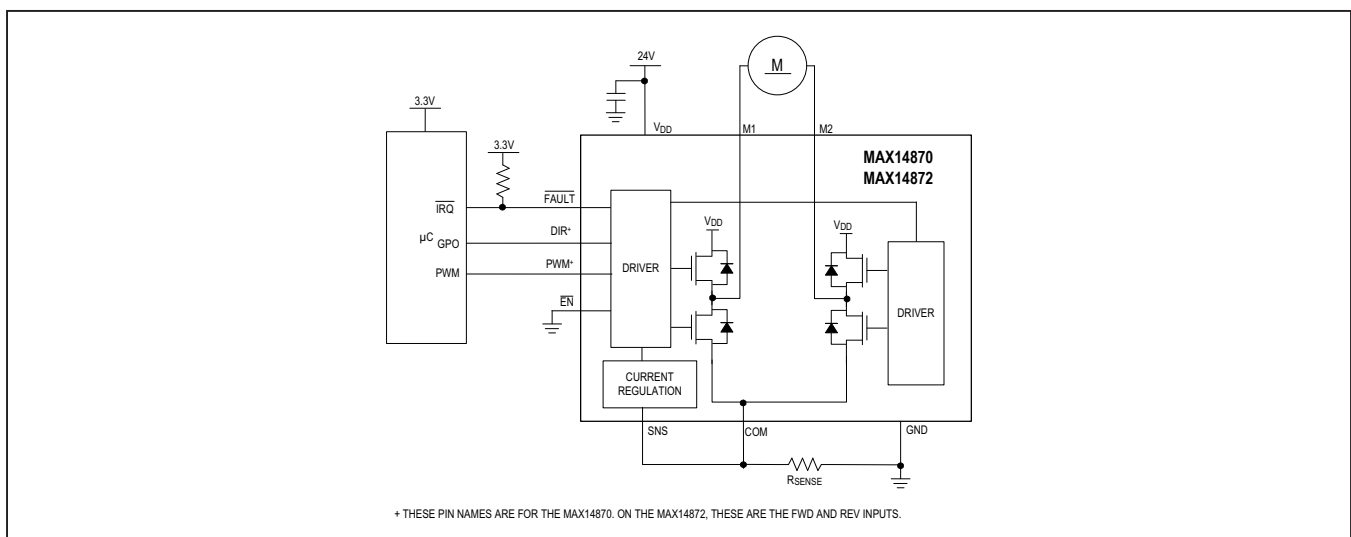 24V
M
3.3V
VDD
M1
M2
3.3V
MAX14870
MAX14872
FAULT
IRQ
VDD
VDD
DIR+
µC
GPO
PWM+
PWM
DRIVER
EN
DRIVER
CURRENT
REGULATION
SNS
COM
GND
RSENSE
+ THESE PIN NAMES ARE FOR THE MAX14870. ON THE MAX14872, THESE ARE THE FWD AND REV INPUTS.